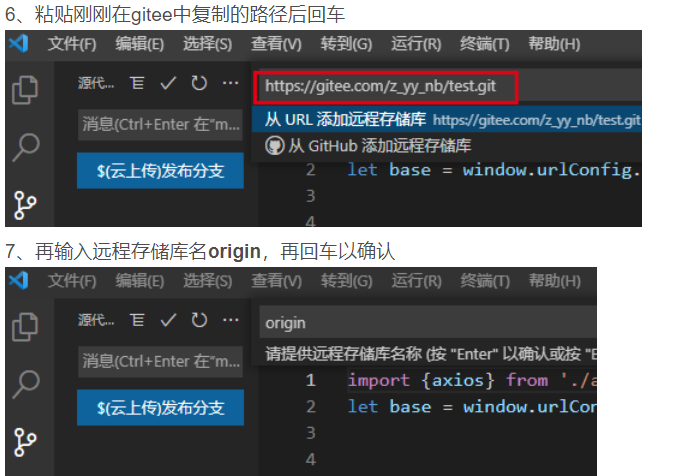 6、粘贴刚刚在gitee中复制的路径后回车
文件(F) 编辑(E) 选择(S) 查看(V) 转到(G) 运行(R) 终端(T) 帮助(H)
源代... ···
https://gitee.com/z_yy_nb/test.git
消息(Ctrl+Enter 在"m...
从 URL 添加远程存储库 https://gitee.com/z_yy_nb/test.git
从 GitHub 添加远程存储库
$(云上传)发布分支
2 let base = window.urlConfig.
3
4
7、再输入远程存储库名origin，再回车以确认
文件(F) 编辑(E) 选择(S) 查看(V) 转到(G) 运行(R) 终端(T) 帮助(H)
源代... ···
origin
消息(Ctrl+Enter 在"m...
请提供远程存储库名称 (按 "Enter" 以确认或按 "E
1 import {axios} from './a
$(云上传)发布分支
2 let base = window.urlCon
3
4